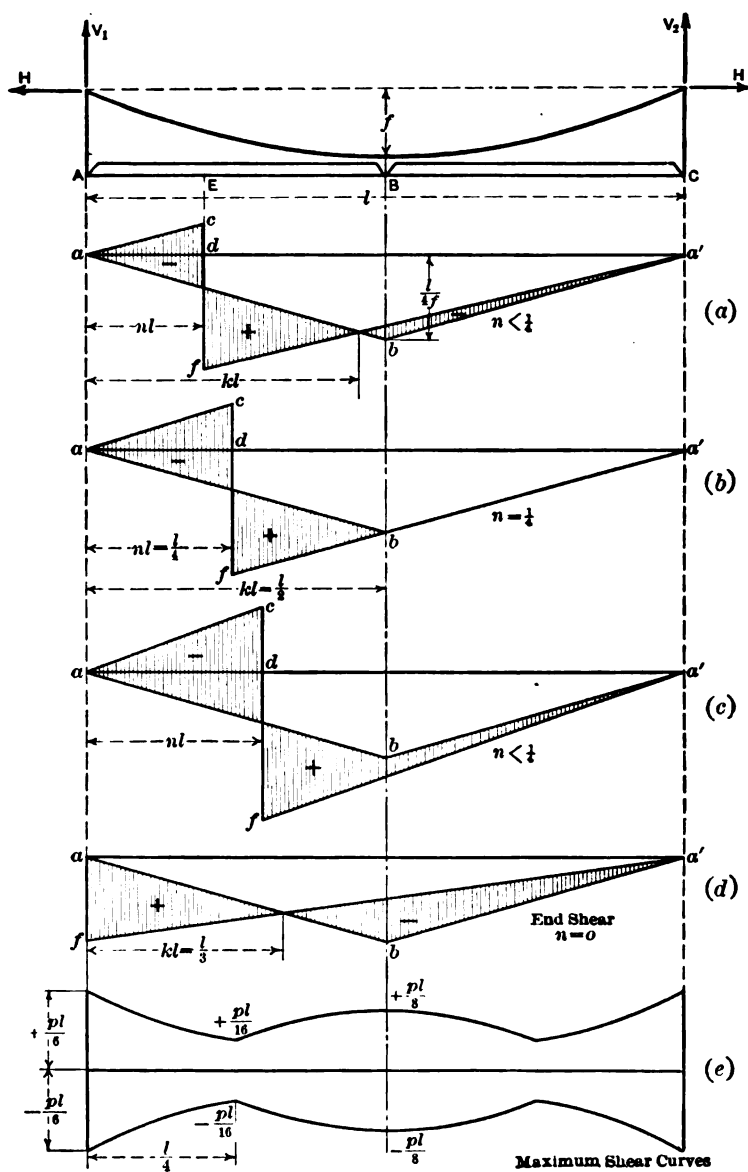 V₁ V₂
H H
f
A E B C
l
c
a d a′
− l/4f
nl + − n < ¼ (a)
f b
kl
c
a d a′
− (b)
nl = l/4 + b n = ¼
f
kl = l/2
c
− d
a a′
(c)
nl b
+ n < ¼
f
a a′
+ (d)
− End Shear
f kl = l/3 b n = o
+ pl/6 + pl/16 + pl/8
(e)
− pl/6 − pl/16 − pl/8
l/4
Maximum Shear Curves